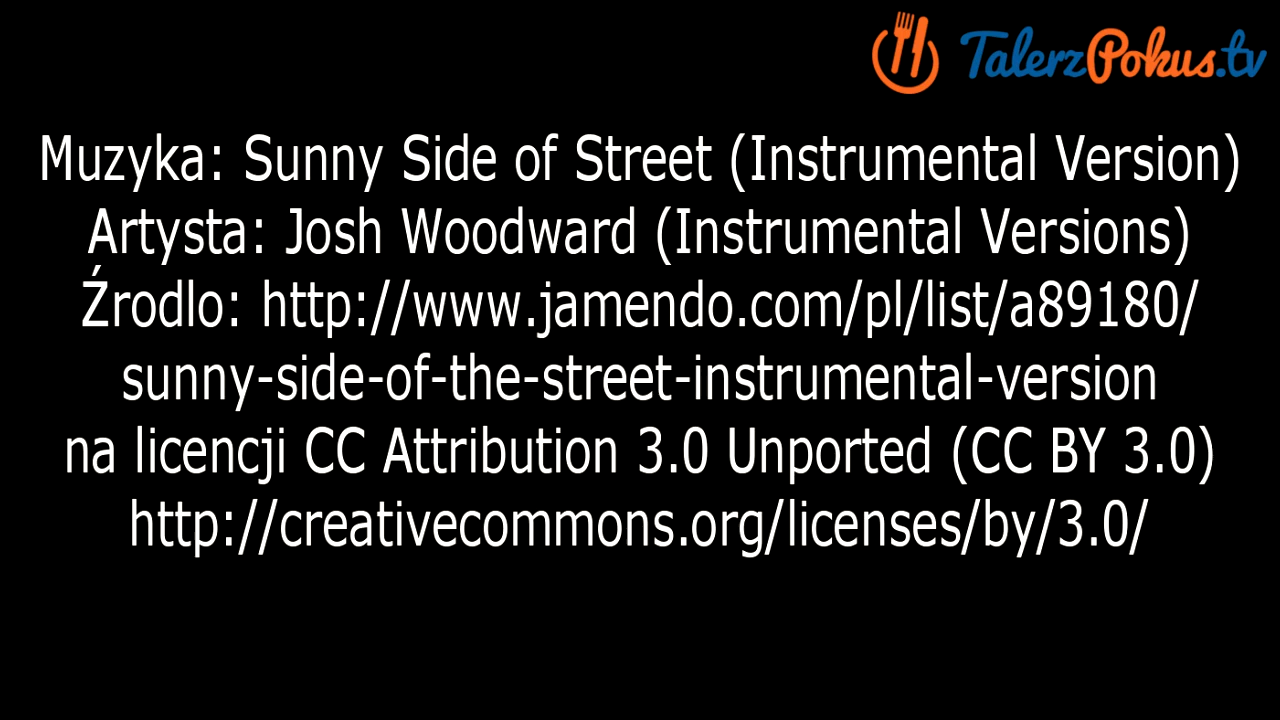 TalerzPokus.tv
Muzyka: Sunny Side of Street (Instrumental Version)
Artysta: Josh Woodward (Instrumental Versions)
Źrodlo: http://www.jamendo.com/pl/list/a89180/
sunny-side-of-the-street-instrumental-version
na licencji CC Attribution 3.0 Unported (CC BY 3.0)
http://creativecommons.org/licenses/by/3.0/